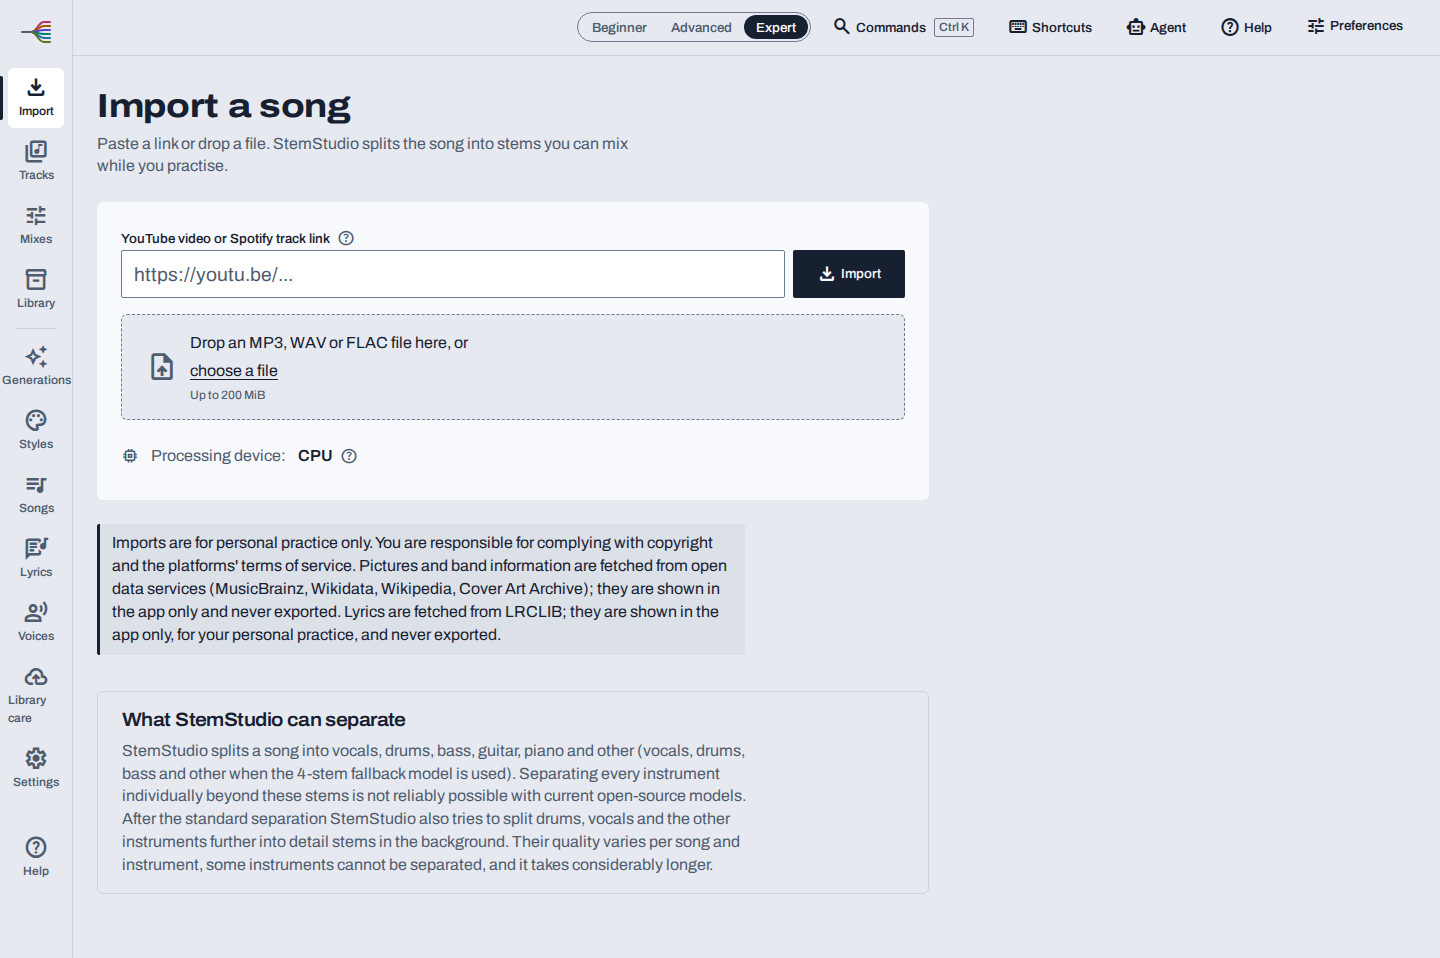 Beginner
Advanced
Expert
Commands
Ctrl K
Shortcuts
Agent
Help
Preferences
Import
Tracks
Mixes
Library
Generations
Styles
Songs
Lyrics
Voices
Library
care
Settings
Help
Import a song
Paste a link or drop a file. StemStudio splits the song into stems you can mix
while you practise.
YouTube video or Spotify track link
https://youtu.be/...
Import
Drop an MP3, WAV or FLAC file here, or
choose a file
Up to 200 MiB
Processing device: CPU
Imports are for personal practice only. You are responsible for complying with copyright
and the platforms' terms of service. Pictures and band information are fetched from open
data services (MusicBrainz, Wikidata, Wikipedia, Cover Art Archive); they are shown in
the app only and never exported. Lyrics are fetched from LRCLIB; they are shown in the
app only, for your personal practice, and never exported.
What StemStudio can separate
StemStudio splits a song into vocals, drums, bass, guitar, piano and other (vocals, drums,
bass and other when the 4-stem fallback model is used). Separating every instrument
individually beyond these stems is not reliably possible with current open-source models.
After the standard separation StemStudio also tries to split drums, vocals and the other
instruments further into detail stems in the background. Their quality varies per song and
instrument, some instruments cannot be separated, and it takes considerably longer.